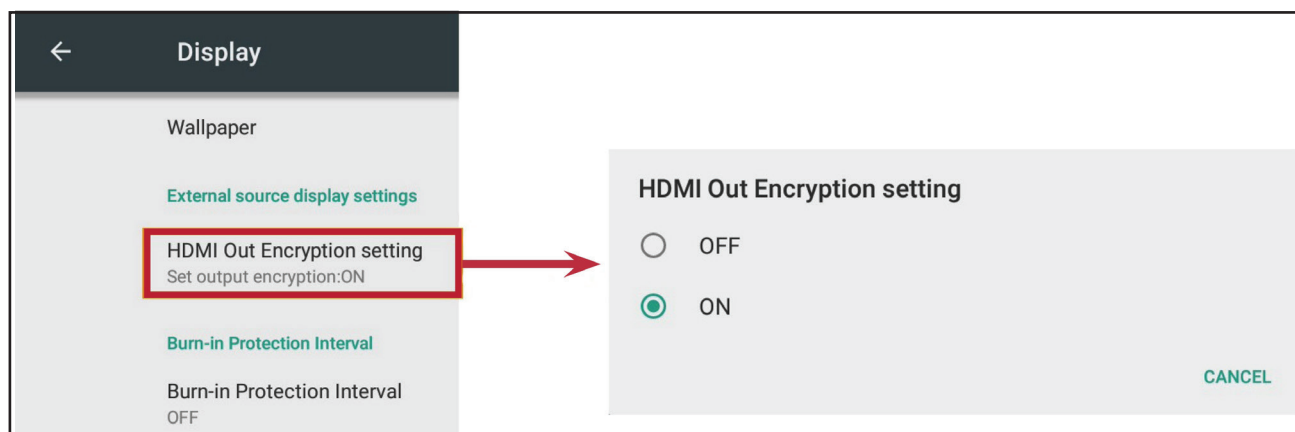 Display
Wallpaper
External source display settings
HDMI Out Encryption setting
Set output encryption:ON
Burn-in Protection Interval
Burn-in Protection Interval
OFF
HDMI Out Encryption setting
OFF
ON
CANCEL